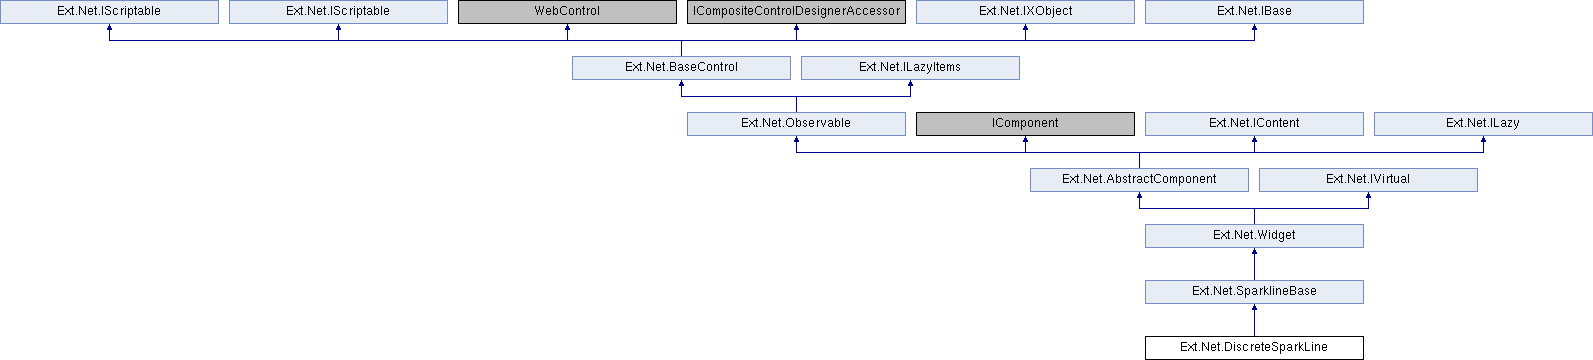 Ext.Net.IScriptable
Ext.Net.IScriptable
WebControl
ICompositeControlDesignerAccessor
Ext.Net.IXObject
Ext.Net.IBase
Ext.Net.BaseControl
Ext.Net.ILazyItems
Ext.Net.Observable
IComponent
Ext.Net.IContent
Ext.Net.ILazy
Ext.Net.AbstractComponent
Ext.Net.IVirtual
Ext.Net.Widget
Ext.Net.SparklineBase
Ext.Net.DiscreteSparkLine